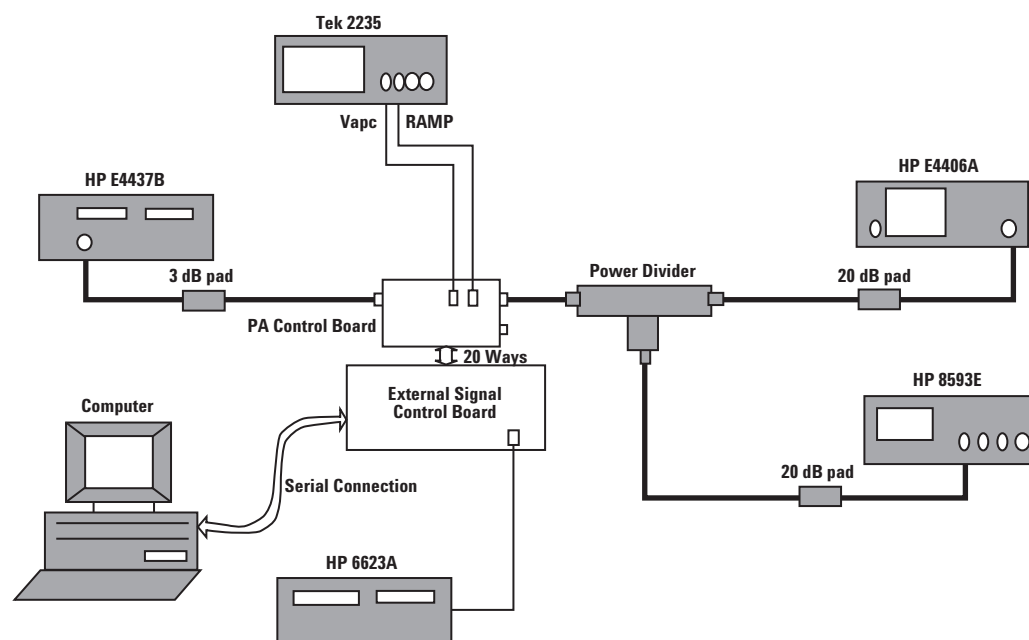 Tek 2235
Vapc
RAMP
HP E4437B
HP E4406A
3 dB pad
Power Divider
20 dB pad
PA Control Board
20 Ways
External Signal
Control Board
HP 8593E
Computer
Serial Connection
20 dB pad
HP 6623A